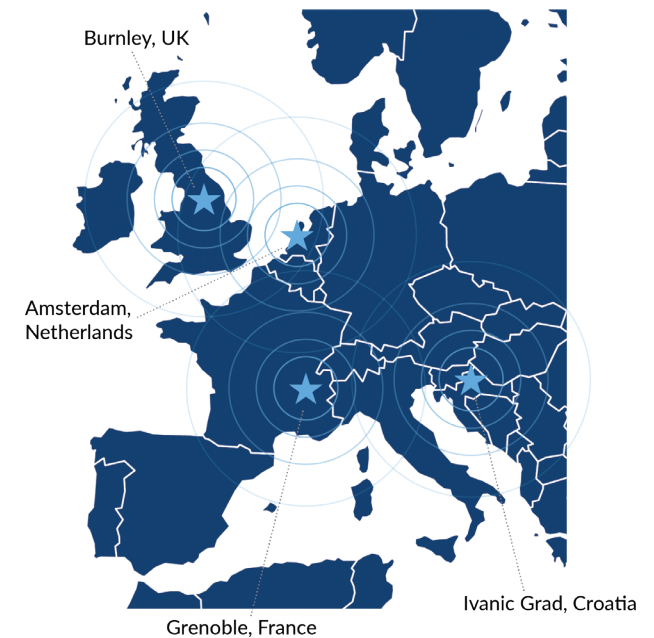 Burnley, UK
Amsterdam,
Netherlands
Ivanic Grad, Croatia
Grenoble, France